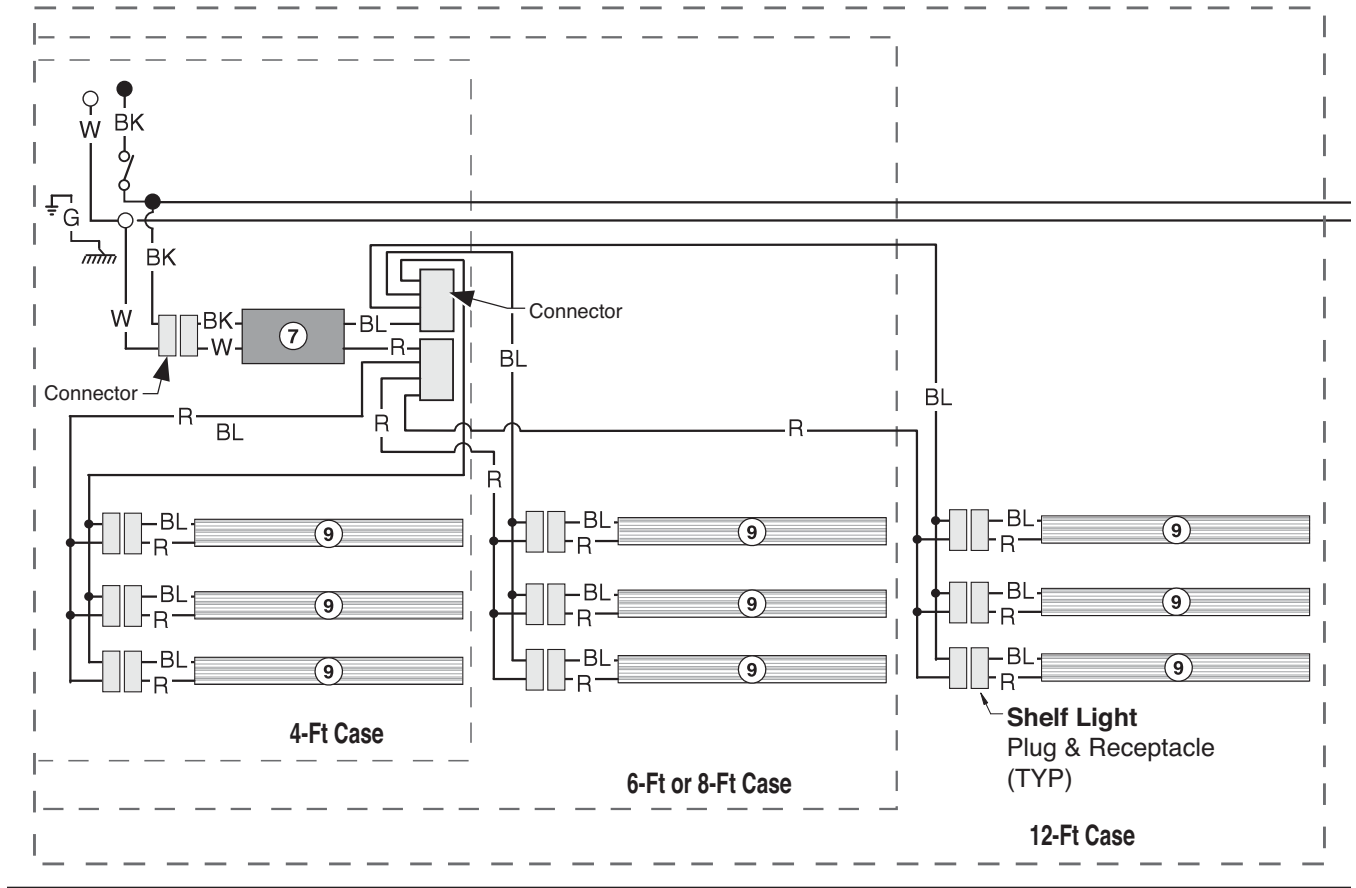 W
BK
G
BK
W
BK
W
7
BL
R
Connector
Connector
BL
BL
R
BL
R
R
R
BL
R
9
BL
R
9
BL
R
9
BL
R
9
BL
R
9
BL
R
9
BL
R
9
BL
R
9
BL
R
9
4-Ft Case
6-Ft or 8-Ft Case
Shelf Light
Plug & Receptacle
(TYP)
12-Ft Case